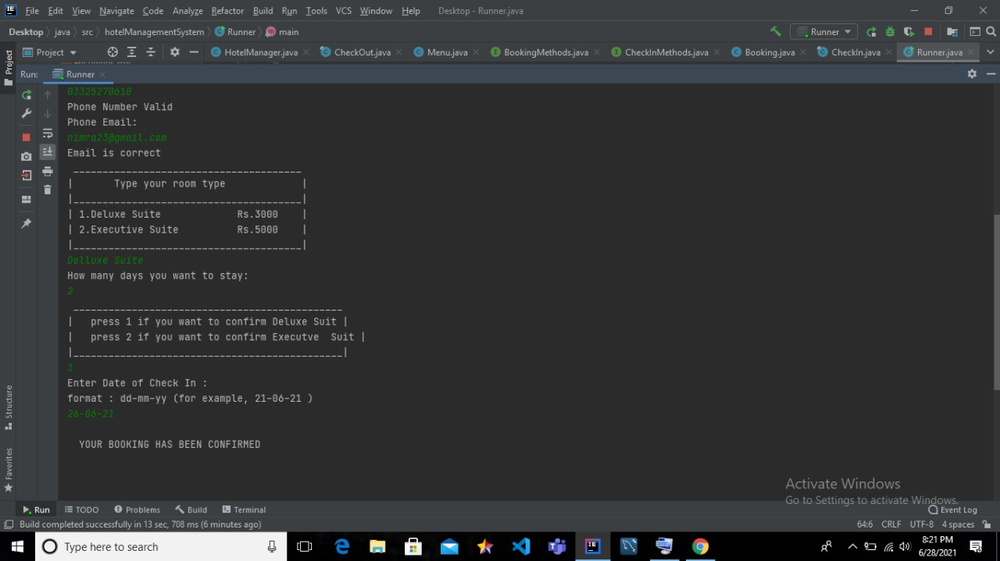 File Edit View Navigate Code Analyze Refactor Build Run Tools VCS Window Help Desktop - Runner.java
Desktop java src hotelManagementSystem Runner main Runner
Project HotelManager.java CheckOut.java Menu.java BookingMethods.java CheckInMethods.java Booking.java CheckIn.java Runner.java
Project
Run: Runner
03325270610
Phone Number Valid
Phone Email:
nimra23@gmail.com
Email is correct
_______________________________________
| Type your room type |
|_______________________________________|
| 1.Deluxe Suite Rs.3000 |
| 2.Executive Suite Rs.5000 |
|_______________________________________|
Delluxe Suite
How many days you want to stay:
2
______________________________________________
| press 1 if you want to confirm Deluxe Suit |
| press 2 if you want to confirm Executve  Suit |
|______________________________________________|
1
Enter Date of Check In :
format : dd-mm-yy (for example, 21-06-21 )
26-06-21
YOUR BOOKING HAS BEEN CONFIRMED
Structure
Favorites
Activate Windows
Go to Settings to activate Windows.
Run TODO Problems Build Terminal Event Log
Build completed successfully in 13 sec, 708 ms (6 minutes ago) 64:6 CRLF UTF-8 4 spaces
Type here to search
8:21 PM
6/28/2021